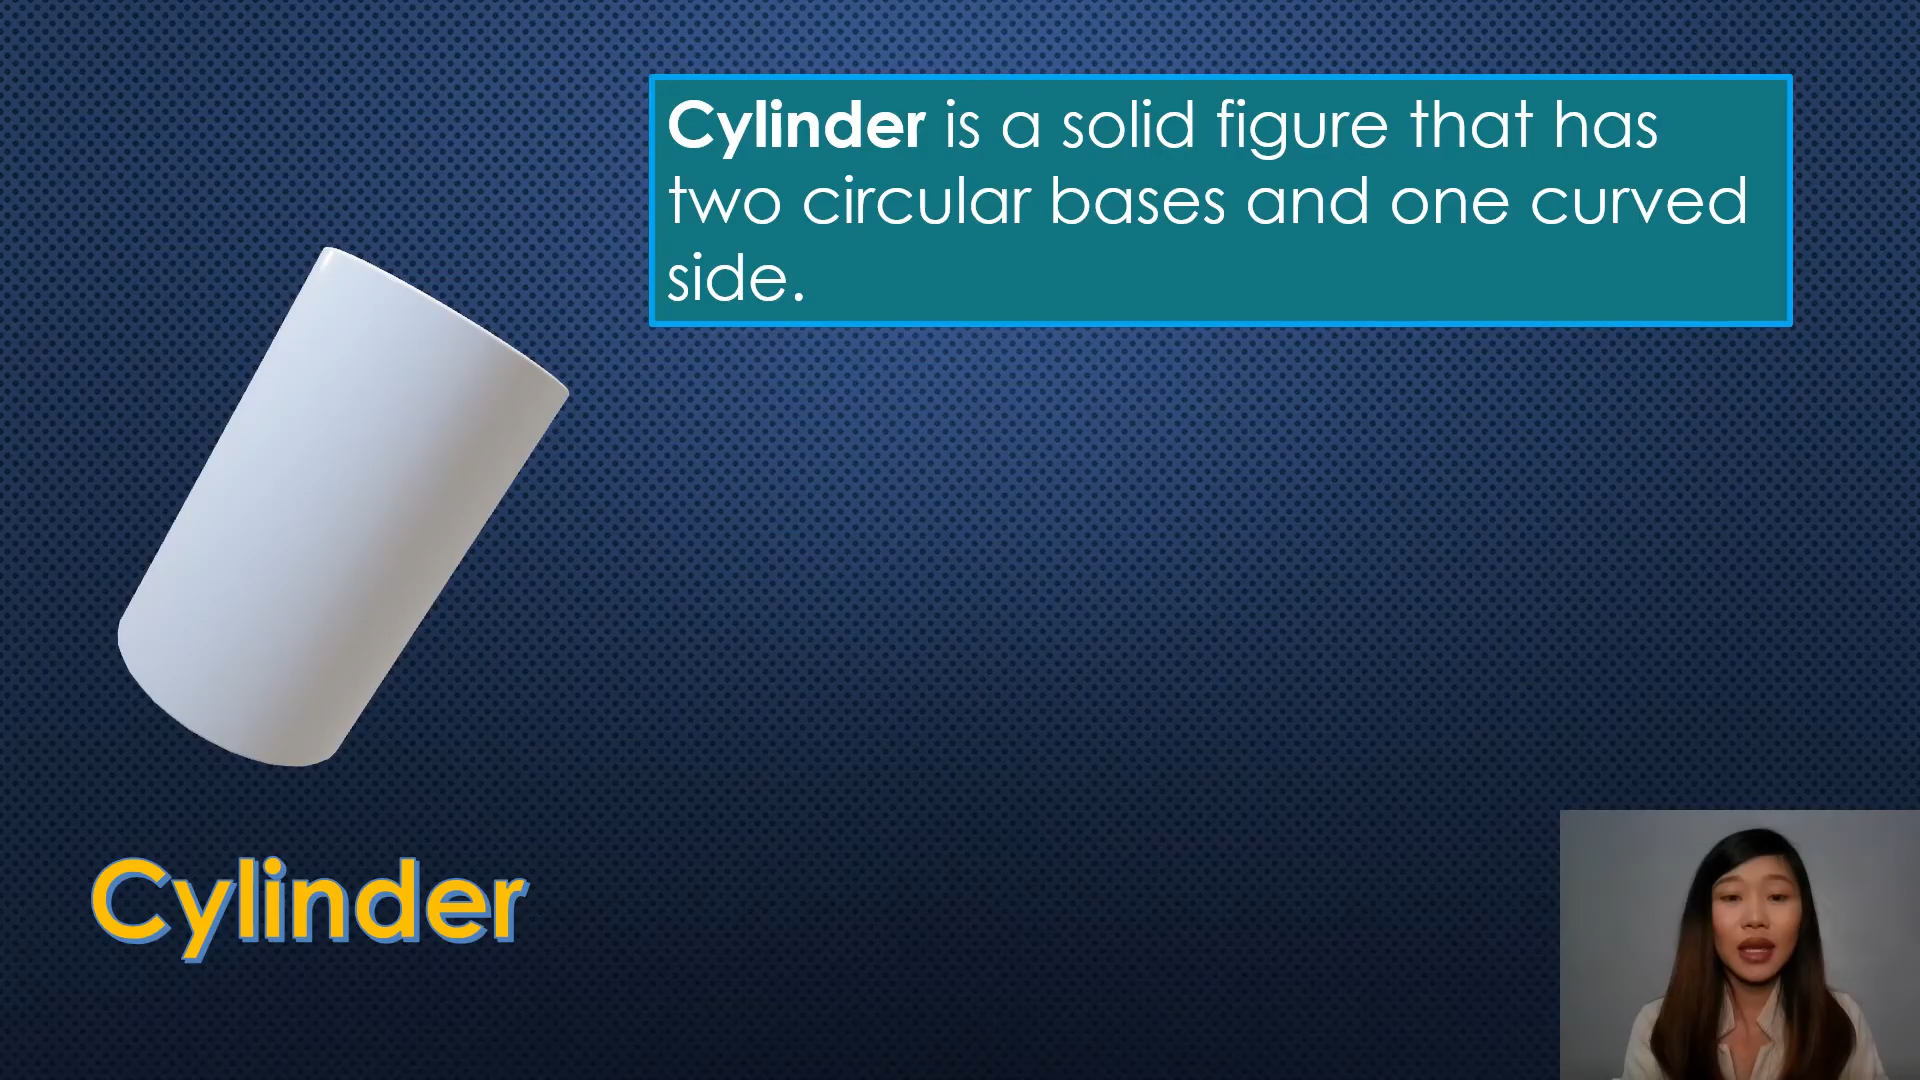 Cylinder is a solid figure that has
two circular bases and one curved
side.
Cylinder